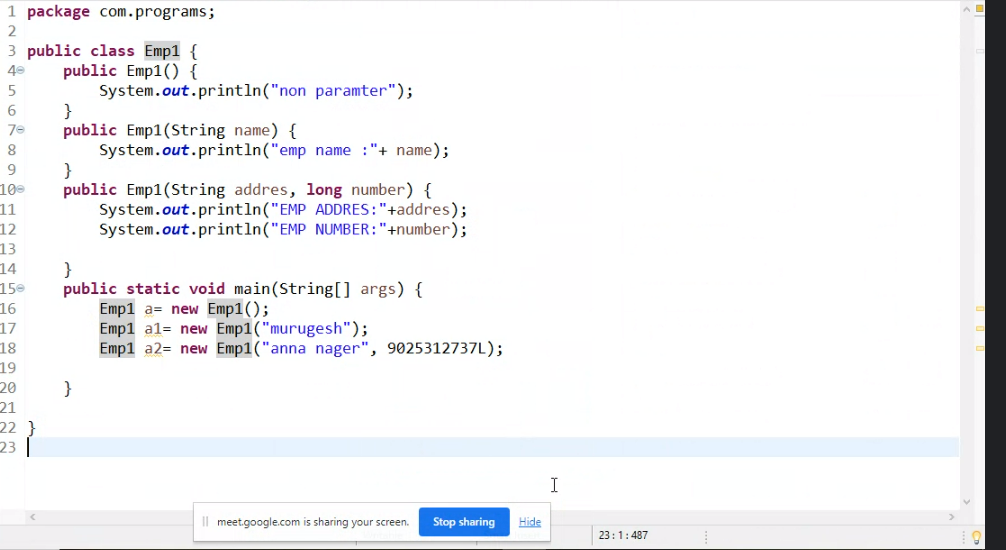 1 package com.programs;
2
3 public class Emp1 {
4 public Emp1() {
5 System.out.println("non paramter");
6 }
7 public Emp1(String name) {
8 System.out.println("emp name :"+ name);
9 }
10 public Emp1(String addres, long number) {
11 System.out.println("EMP ADDRES:"+addres);
12 System.out.println("EMP NUMBER:"+number);
13
14 }
15 public static void main(String[] args) {
16 Emp1 a= new Emp1();
17 Emp1 a1= new Emp1("murugesh");
18 Emp1 a2= new Emp1("anna nager", 9025312737L);
19
20 }
21
22 }
23
meet.google.com is sharing your screen. Stop sharing Hide
23 : 1 : 487